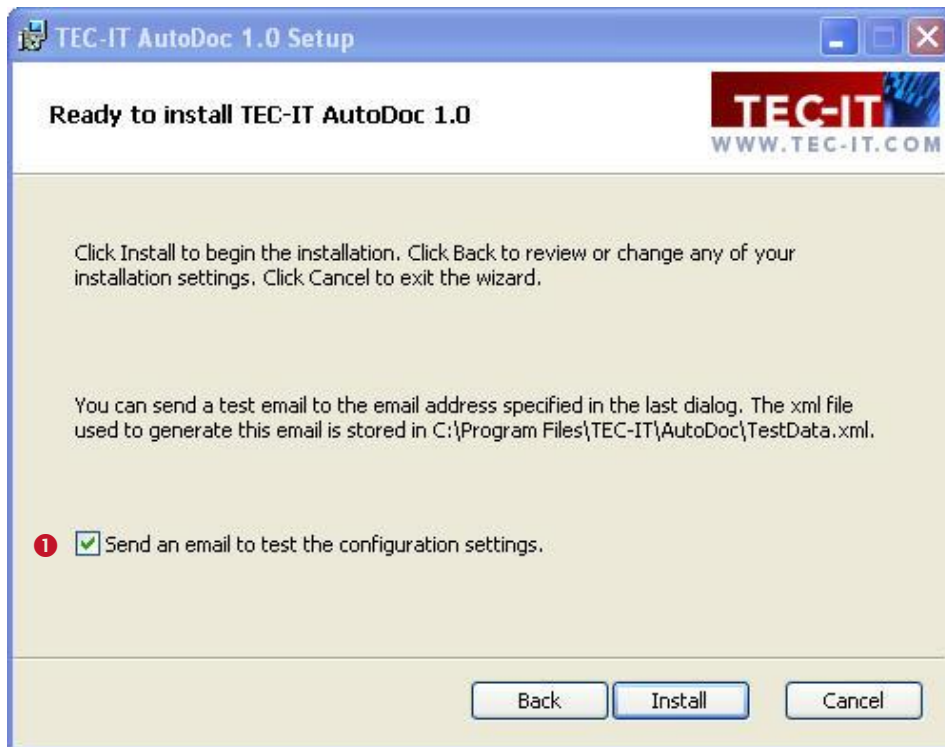 TEC-IT AutoDoc 1.0 Setup
Ready to install TEC-IT AutoDoc 1.0
TEC-IT
WWW.TEC-IT.COM
Click Install to begin the installation. Click Back to review or change any of your
installation settings. Click Cancel to exit the wizard.
You can send a test email to the email address specified in the last dialog. The xml file
used to generate this email is stored in C:\Program Files\TEC-IT\AutoDoc\TestData.xml.
1 Send an email to test the configuration settings.
Back Install Cancel